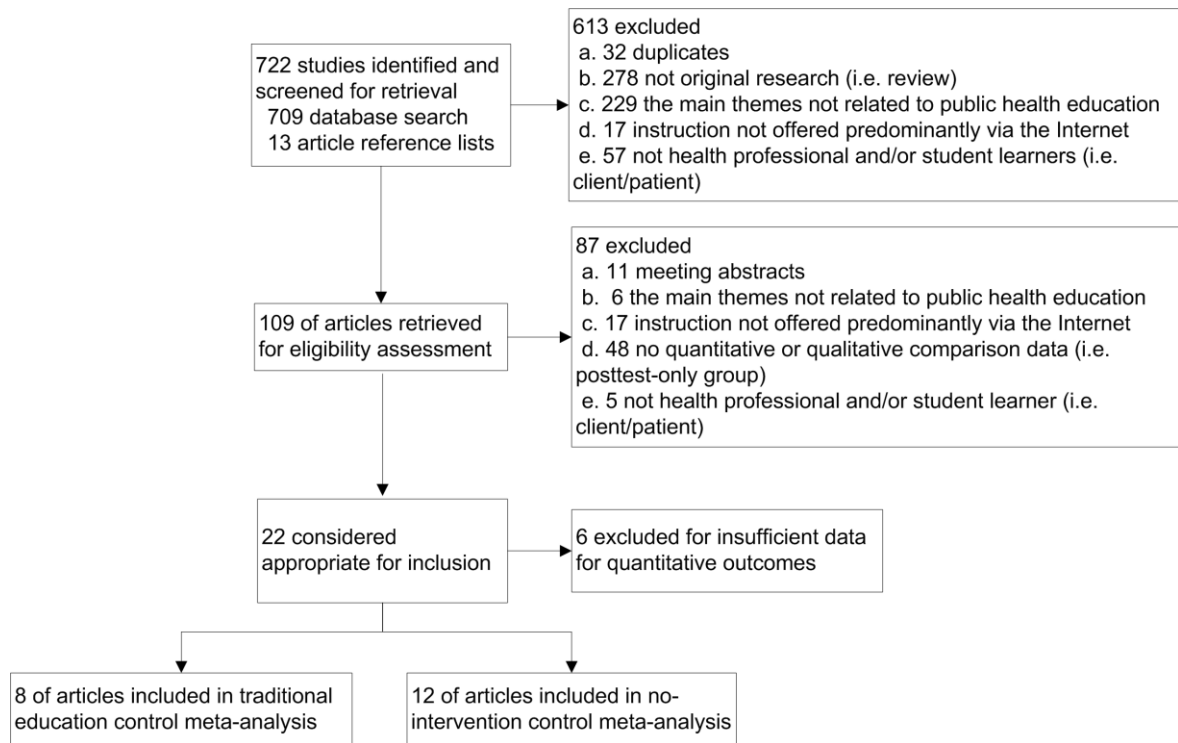 722 studies identified and
screened for retrieval
709 database search
13 article reference lists
613 excluded
a. 32 duplicates
b. 278 not original research (i.e. review)
c. 229 the main themes not related to public health education
d. 17 instruction not offered predominantly via the Internet
e. 57 not health professional and/or student learners (i.e.
client/patient)
109 of articles retrieved
for eligibility assessment
87 excluded
a. 11 meeting abstracts
b. 6 the main themes not related to public health education
c. 17 instruction not offered predominantly via the Internet
d. 48 no quantitative or qualitative comparison data (i.e.
posttest-only group)
e. 5 not health professional and/or student learner (i.e.
client/patient)
22 considered
appropriate for inclusion
6 excluded for insufficient data
for quantitative outcomes
8 of articles included in traditional
education control meta-analysis
12 of articles included in no-
intervention control meta-analysis